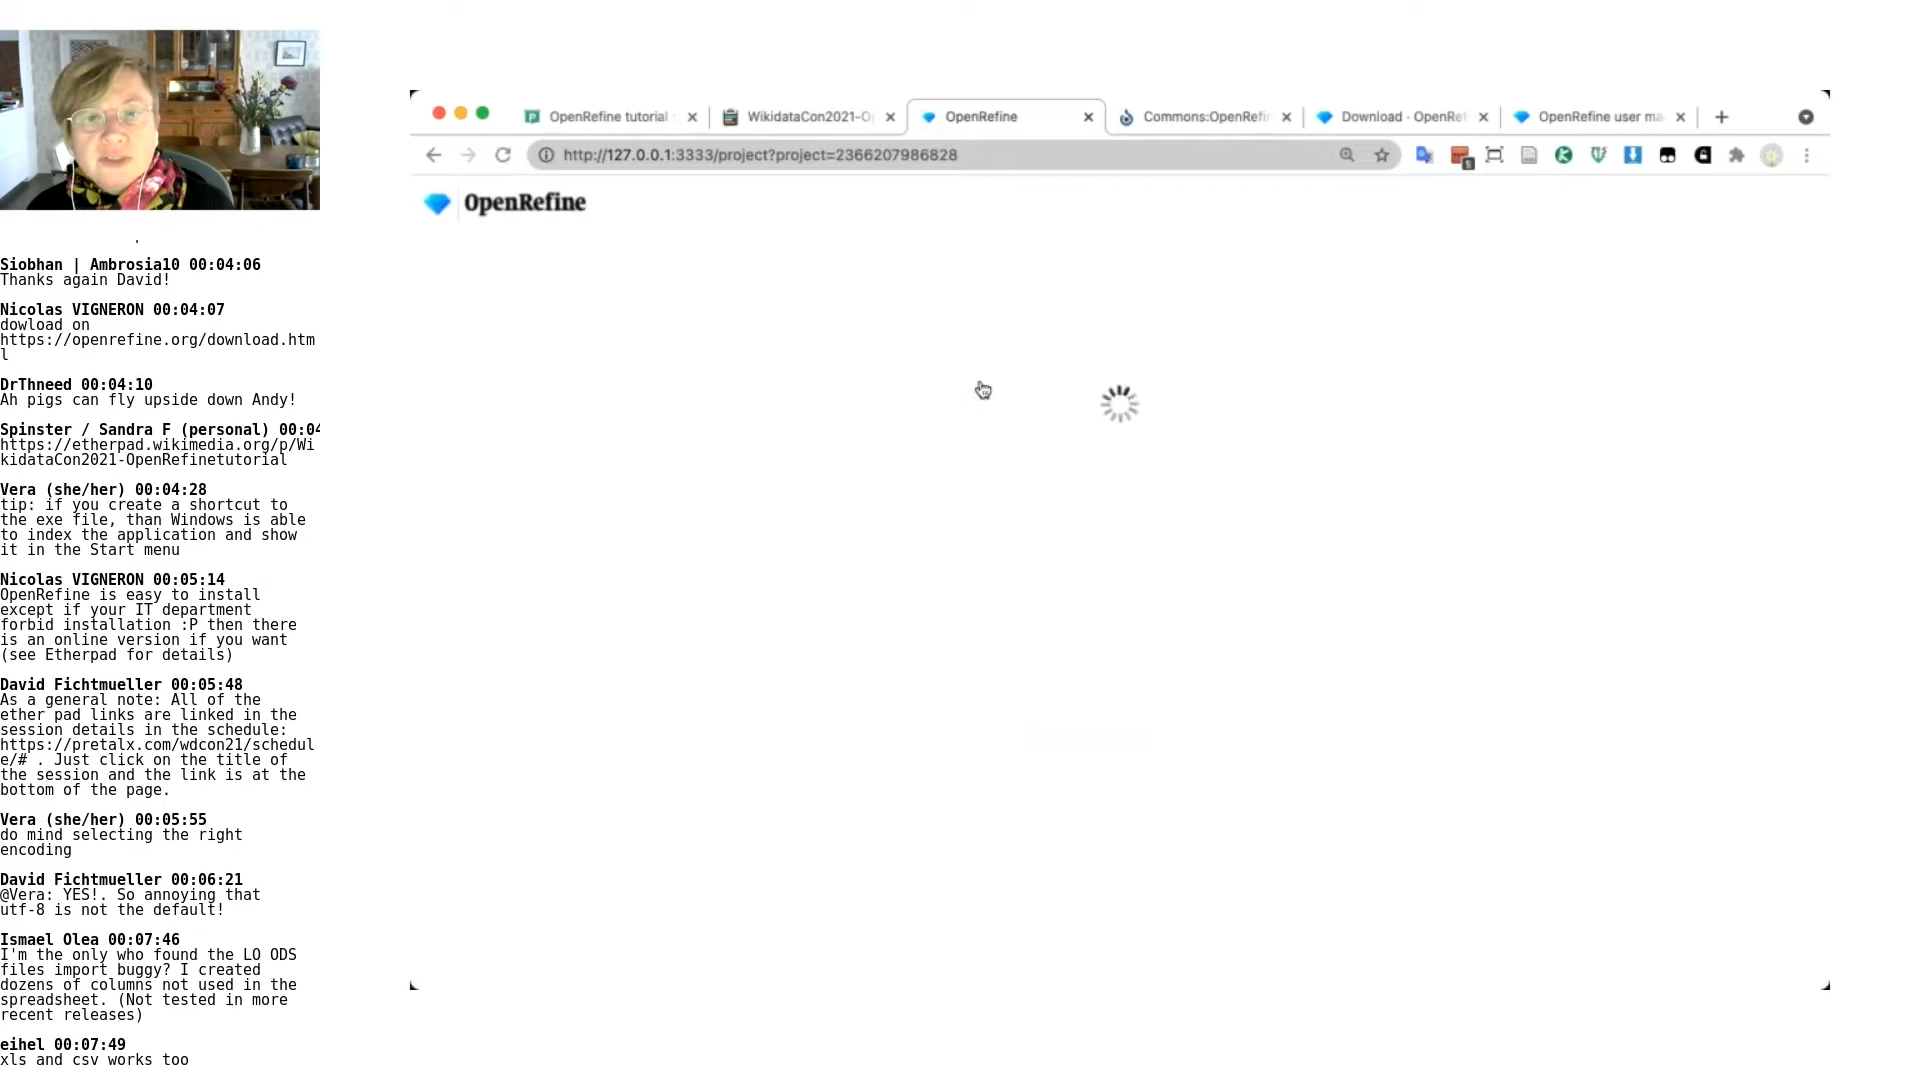 Siobhan | Ambrosia10 00:04:06
Thanks again David!
Nicolas VIGNERON 00:04:07
dowload on
https://openrefine.org/download.htm
l
DrThneed 00:04:10
Ah pigs can fly upside down Andy!
Spinster / Sandra F (personal) 00:04
https://etherpad.wikimedia.org/p/Wi
kidataCon2021-OpenRefinetutorial
Vera (she/her) 00:04:28
tip: if you create a shortcut to
the exe file, than Windows is able
to index the application and show
it in the Start menu
Nicolas VIGNERON 00:05:14
OpenRefine is easy to install
except if your IT department
forbid installation :P then there
is an online version if you want
(see Etherpad for details)
David Fichtmueller 00:05:48
As a general note: All of the
ether pad links are linked in the
session details in the schedule:
https://pretalx.com/wdcon21/schedul
e/# . Just click on the title of
the session and the link is at the
bottom of the page.
Vera (she/her) 00:05:55
do mind selecting the right
encoding
David Fichtmueller 00:06:21
@Vera: YES!. So annoying that
utf-8 is not the default!
Ismael Olea 00:07:46
I'm the only who found the LO ODS
files import buggy? I created
dozens of columns not used in the
spreadsheet. (Not tested in more
recent releases)
eihel 00:07:49
xls and csv works too
OpenRefine tutorial
WikidataCon2021-O
OpenRefine
Commons:OpenRefin
Download · OpenRef
OpenRefine user ma
http://127.0.0.1:3333/project?project=2366207986828
OpenRefine